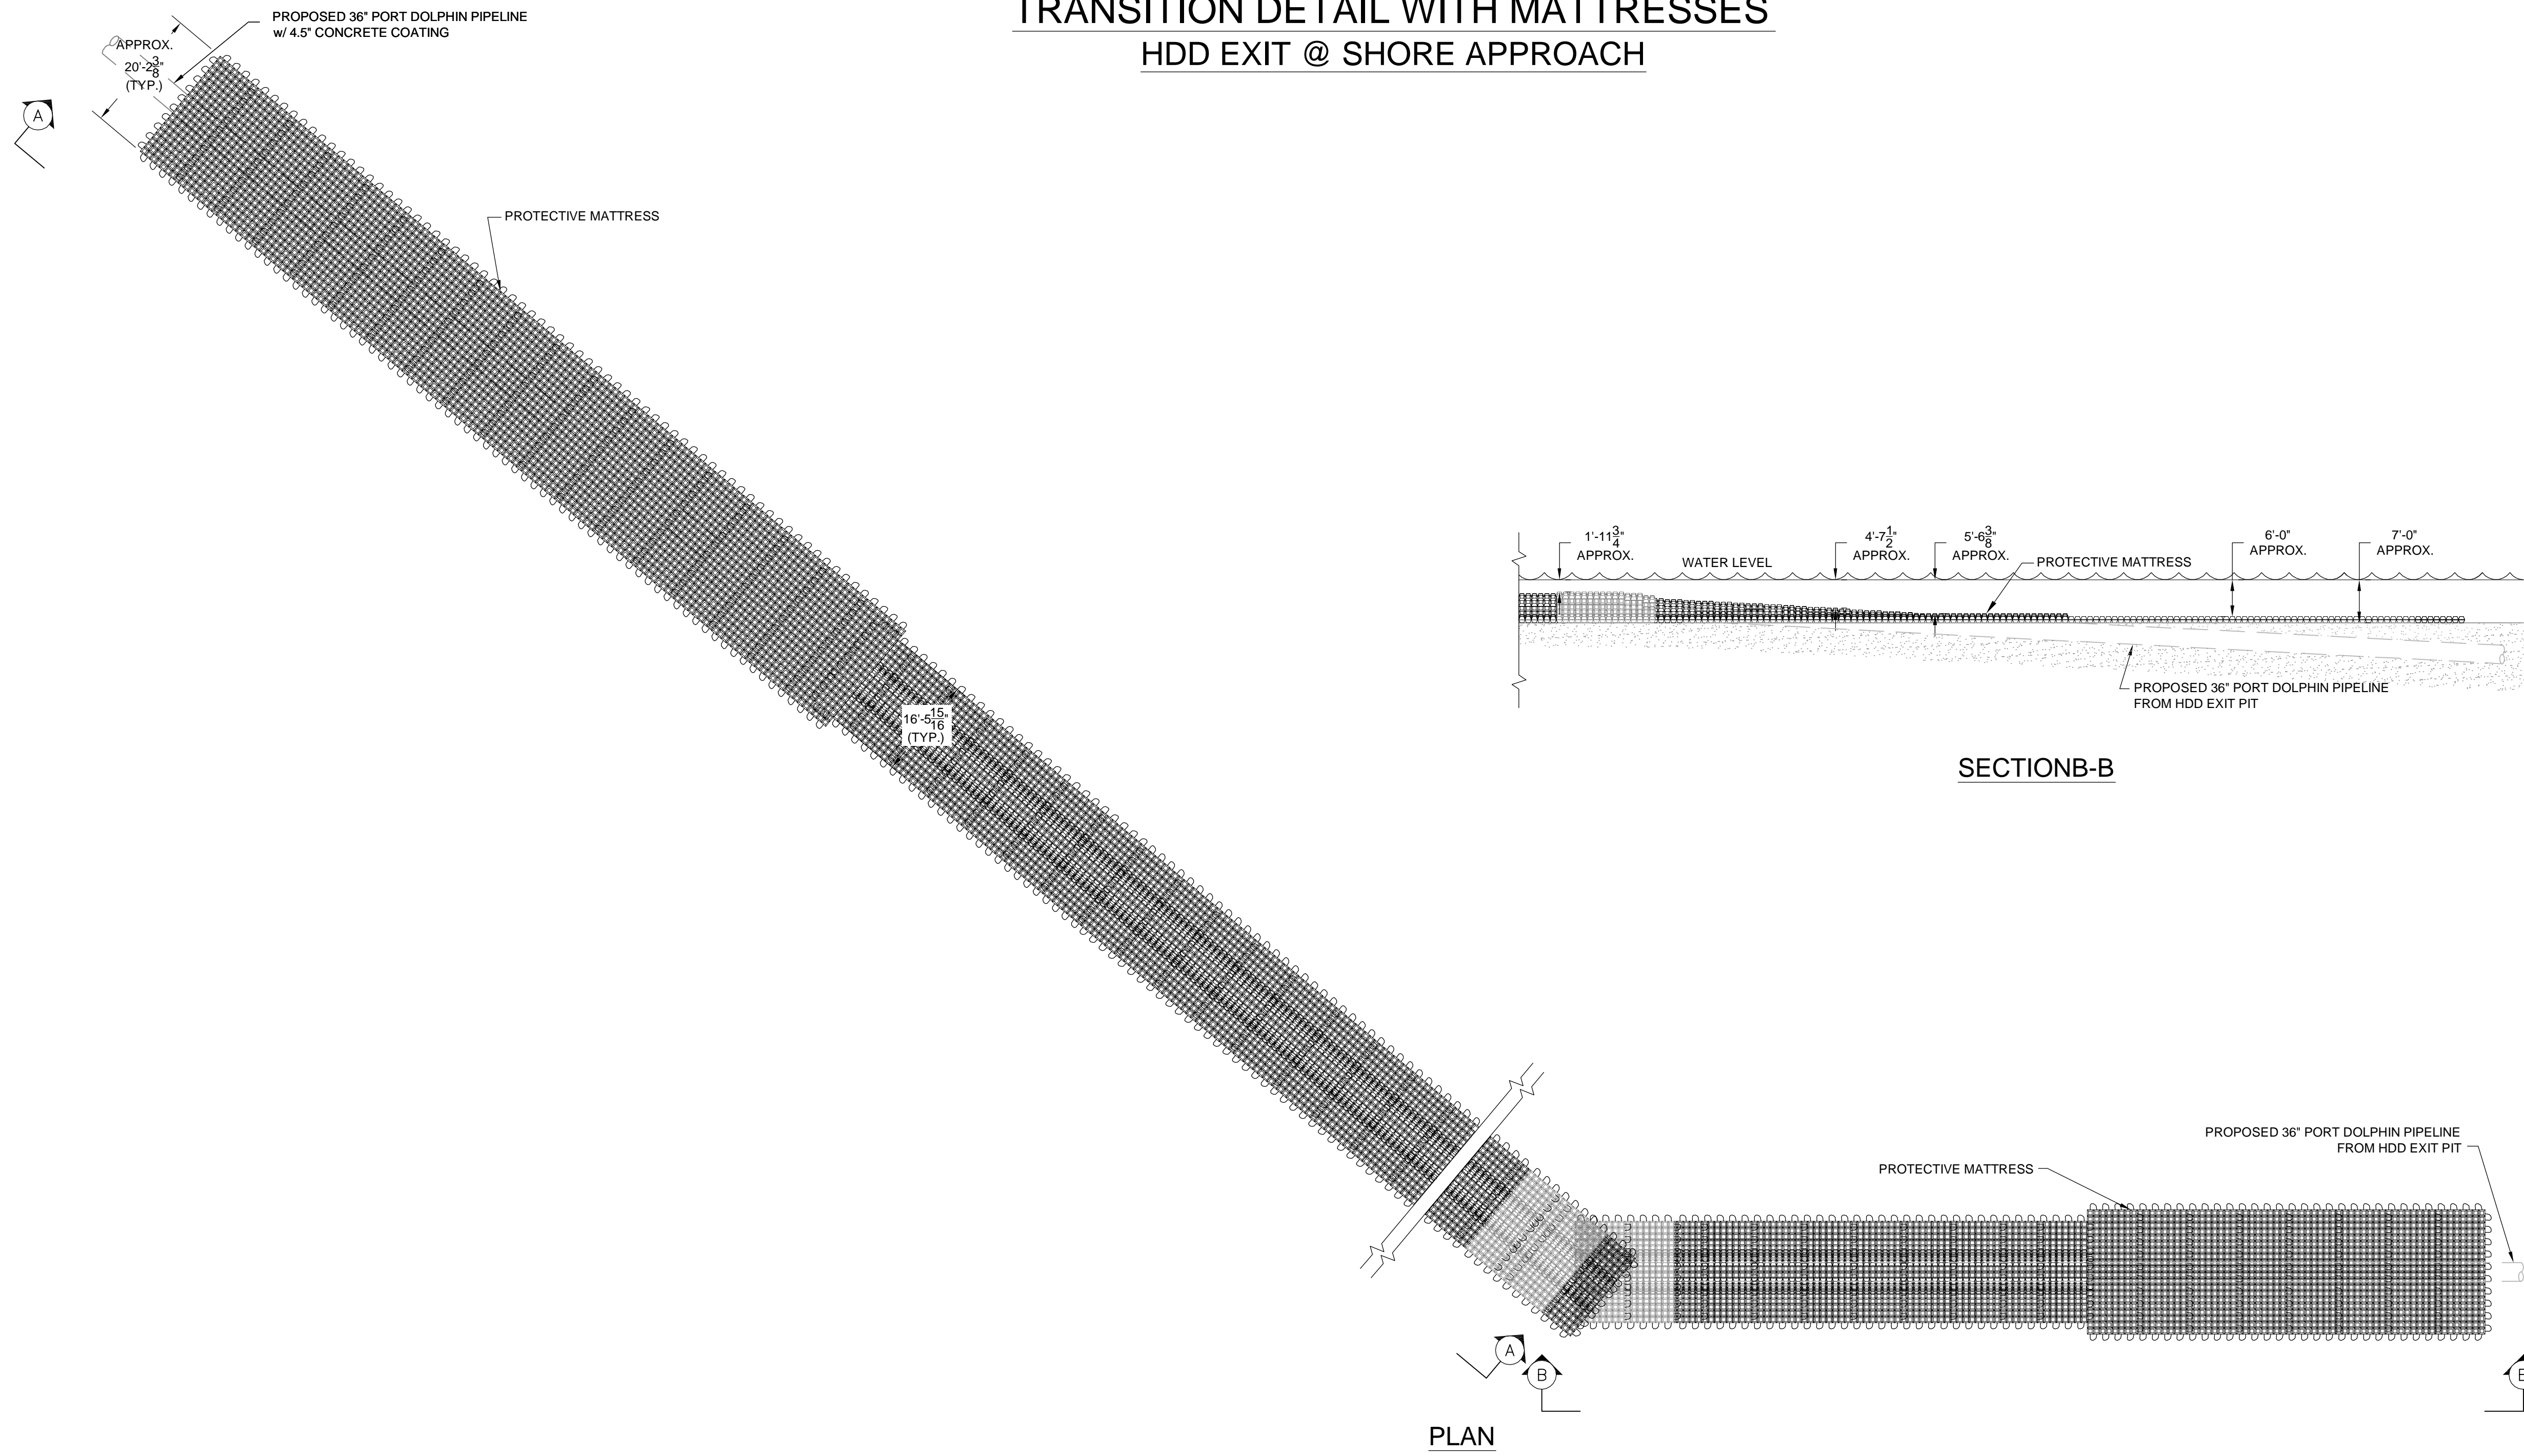 TRANSITION DETAIL WITH MATTRESSES
HDD EXIT @ SHORE APPROACH
PROPOSED 36" PORT DOLPHIN PIPELINE
w/ 4.5" CONCRETE COATING
APPROX.
20'-2 3/8"
(TYP.)
A
PROTECTIVE MATTRESS
16'-5 15/16"
(TYP.)
1'-11 3/4"
APPROX.
WATER LEVEL
4'-7 1/2"
APPROX.
5'-6 3/8"
APPROX.
PROTECTIVE MATTRESS
6'-0"
APPROX.
7'-0"
APPROX.
PROPOSED 36" PORT DOLPHIN PIPELINE
FROM HDD EXIT PIT
SECTIONB-B
PROPOSED 36" PORT DOLPHIN PIPELINE
FROM HDD EXIT PIT
PROTECTIVE MATTRESS
A
B
PLAN